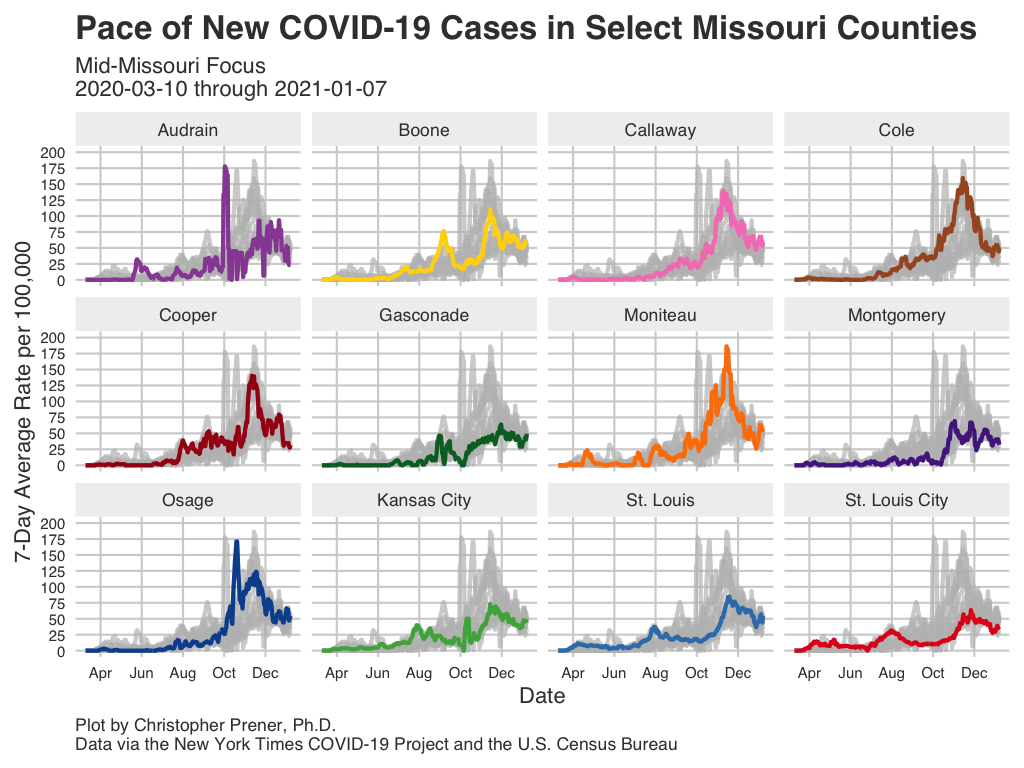 Pace of New COVID-19 Cases in Select Missouri Counties
Mid-Missouri Focus
2020-03-10 through 2021-01-07
7-Day Average Rate per 100,000
Audrain Boone Callaway Cole
200
175
150
125
100
75
50
25
0
Cooper Gasconade Moniteau Montgomery
200
175
150
125
100
75
50
25
0
Osage Kansas City St. Louis St. Louis City
200
175
150
125
100
75
50
25
0
Apr Jun Aug Oct Dec Apr Jun Aug Oct Dec Apr Jun Aug Oct Dec Apr Jun Aug Oct Dec
Date
Plot by Christopher Prener, Ph.D.
Data via the New York Times COVID-19 Project and the U.S. Census Bureau